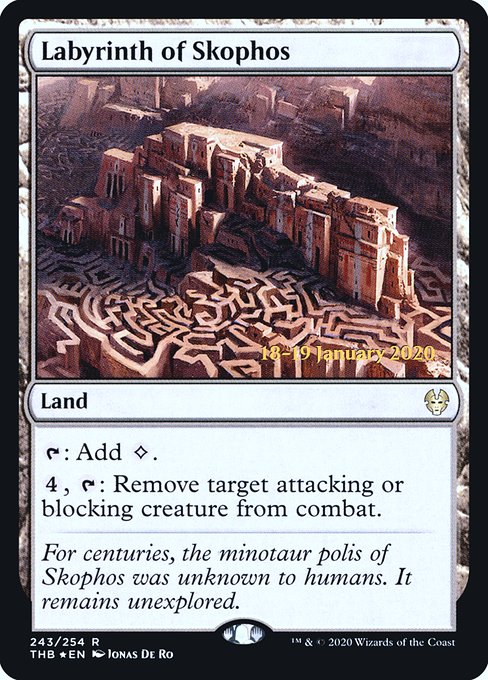 Labyrinth of Skophos
18–19 January 2020
Land
: Add .
4 , : Remove target attacking or
blocking creature from combat.
For centuries, the minotaur polis of
Skophos was unknown to humans. It
remains unexplored.
243/254 R
THB ★ EN Jonas De Ro
™ & © 2020 Wizards of the Coast